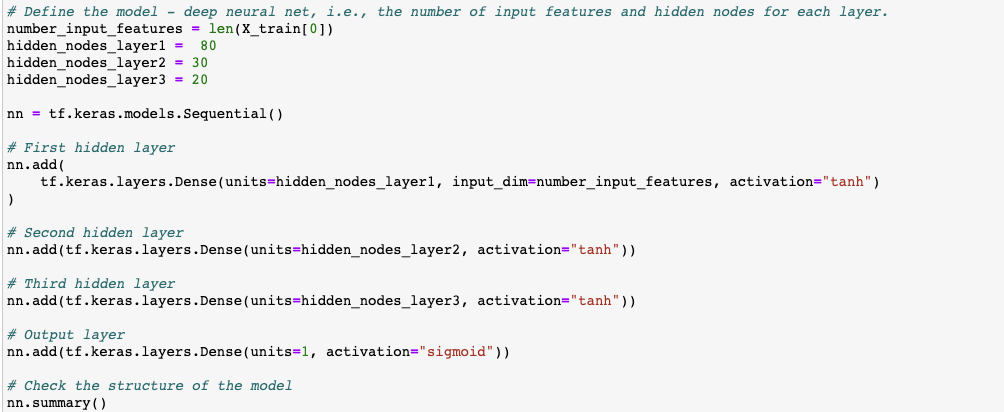 # Define the model - deep neural net, i.e., the number of input features and hidden nodes for each layer.
number_input_features = len(X_train[0])
hidden_nodes_layer1 =  80
hidden_nodes_layer2 = 30
hidden_nodes_layer3 = 20

nn = tf.keras.models.Sequential()

# First hidden layer
nn.add(
    tf.keras.layers.Dense(units=hidden_nodes_layer1, input_dim=number_input_features, activation="tanh")
)

# Second hidden layer
nn.add(tf.keras.layers.Dense(units=hidden_nodes_layer2, activation="tanh"))

# Third hidden layer
nn.add(tf.keras.layers.Dense(units=hidden_nodes_layer3, activation="tanh"))

# Output layer
nn.add(tf.keras.layers.Dense(units=1, activation="sigmoid"))

# Check the structure of the model
nn.summary()